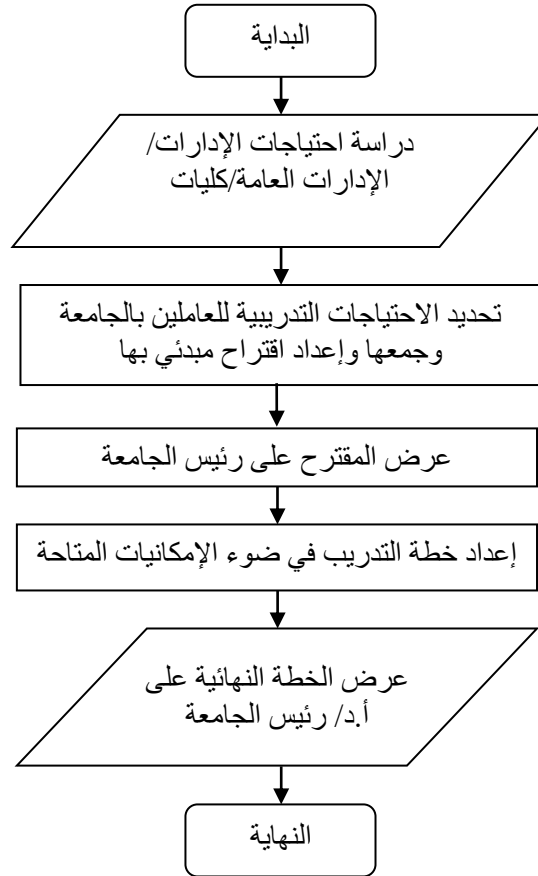 البداية
دراسة احتياجات الإدارات/
الإدارات العامة/كليات
تحديد الاحتياجات التدريبية للعاملين بالجامعة
وجمعها وإعداد اقتراح مبدئي بها
عرض المقترح على رئيس الجامعة
إعداد خطة التدريب في ضوء الإمكانيات المتاحة
عرض الخطة النهائية على
أ.د/ رئيس الجامعة
النهاية